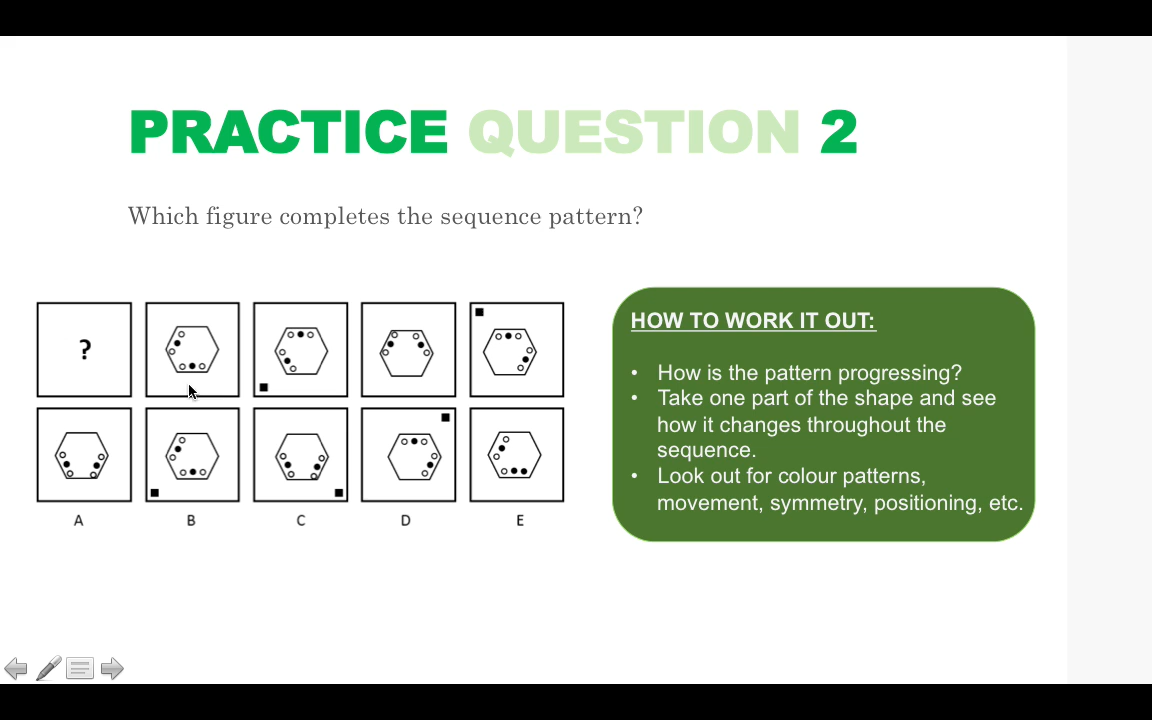 PRACTICE QUESTION 2
Which figure completes the sequence pattern?
?
A B C D E
HOW TO WORK IT OUT:
• How is the pattern progressing?
• Take one part of the shape and see
how it changes throughout the
sequence.
• Look out for colour patterns,
movement, symmetry, positioning, etc.